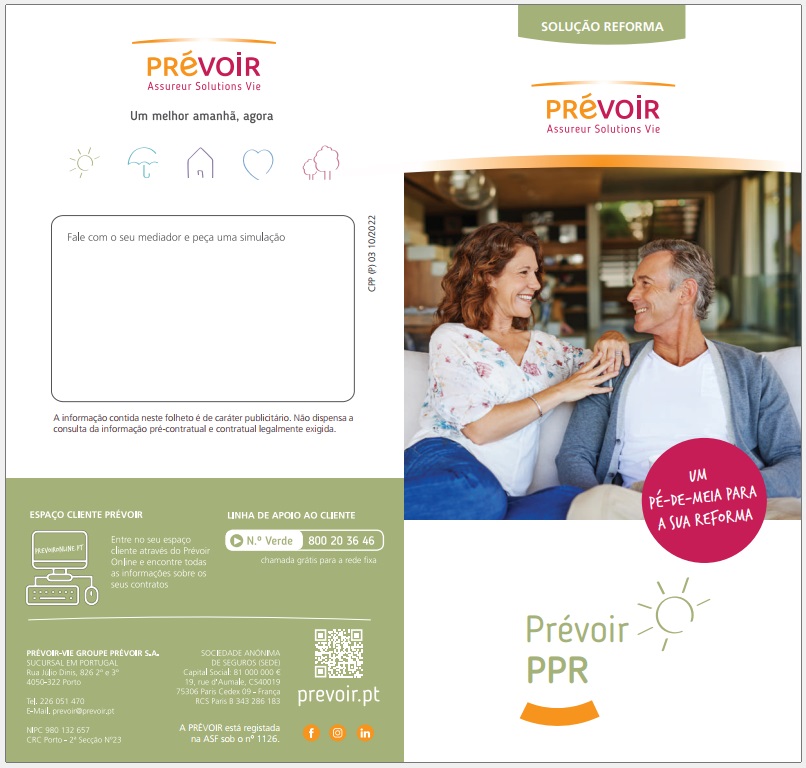 PRÉVOIR
Assureur Solutions Vie
Um melhor amanhã, agora
Fale com o seu mediador e peça uma simulação
CPP (P) 03 10/2022
A informação contida neste folheto é de caráter publicitário. Não dispensa a
consulta da informação pré-contratual e contratual legalmente exigida.
ESPAÇO CLIENTE PRÉVOIR
PREVOIRONLINE.PT
Entre no seu espaço
cliente através do Prévoir
Online e encontre todas
as informações sobre os
seus contratos
LINHA DE APOIO AO CLIENTE
N.º Verde 800 20 36 46
chamada grátis para a rede fixa
PRÉVOIR-VIE GROUPE PRÉVOIR S.A.
SUCURSAL EM PORTUGAL
Rua Júlio Dinis, 826 2º e 3º
4050-322 Porto
Tel. 226 051 470
E-Mail. prevoir@prevoir.pt
NIPC 980 132 657
CRC Porto - 2ª Secção Nº23
SOCIEDADE ANÓNIMA
DE SEGUROS (SEDE)
Capital Social: 81 000 000 €
19, rue d'Aumale, CS40019
75306 Paris Cedex 09 - França
RCS Paris B 343 286 183
A PRÉVOIR está registada
na ASF sob o nº 1126.
prevoir.pt
SOLUÇÃO REFORMA
PRÉVOIR
Assureur Solutions Vie
UM
PÉ-DE-MEIA PARA
A SUA REFORMA
Prévoir
PPR